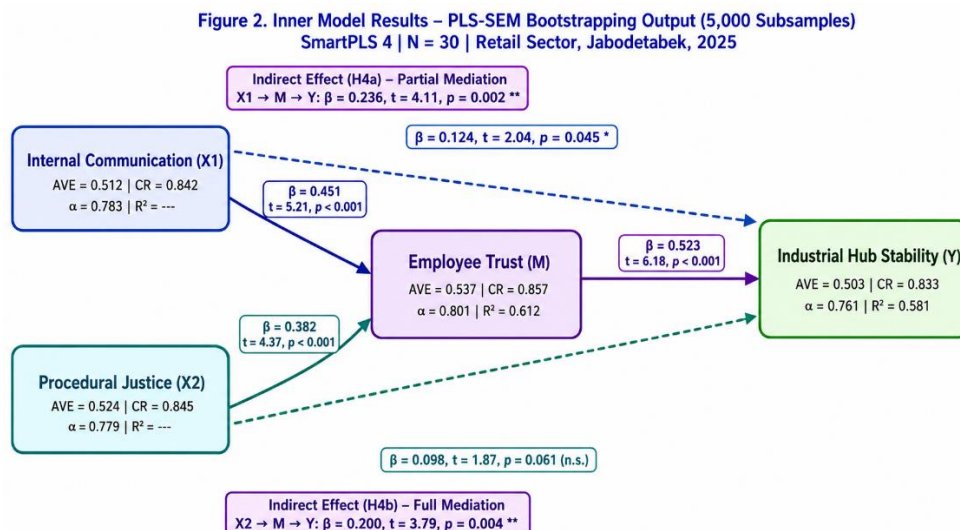 Figure 2. Inner Model Results – PLS-SEM Bootstrapping Output (5,000 Subsamples)
SmartPLS 4 | N = 30 | Retail Sector, Jabodetabek, 2025
Indirect Effect (H4a) – Partial Mediation
X1 → M → Y: β = 0.236, t = 4.11, p = 0.002 **
β = 0.124, t = 2.04, p = 0.045 *
Internal Communication (X1)
AVE = 0.512 | CR = 0.842
α = 0.783 | R² = ---
β = 0.451
t = 5.21, p < 0.001
Employee Trust (M)
AVE = 0.537 | CR = 0.857
α = 0.801 | R² = 0.612
β = 0.523
t = 6.18, p < 0.001
Industrial Hub Stability (Y)
AVE = 0.503 | CR = 0.833
α = 0.761 | R² = 0.581
β = 0.382
t = 4.37, p < 0.001
Procedural Justice (X2)
AVE = 0.524 | CR = 0.845
α = 0.779 | R² = ---
β = 0.098, t = 1.87, p = 0.061 (n.s.)
Indirect Effect (H4b) – Full Mediation
X2 → M → Y: β = 0.200, t = 3.79, p = 0.004 **